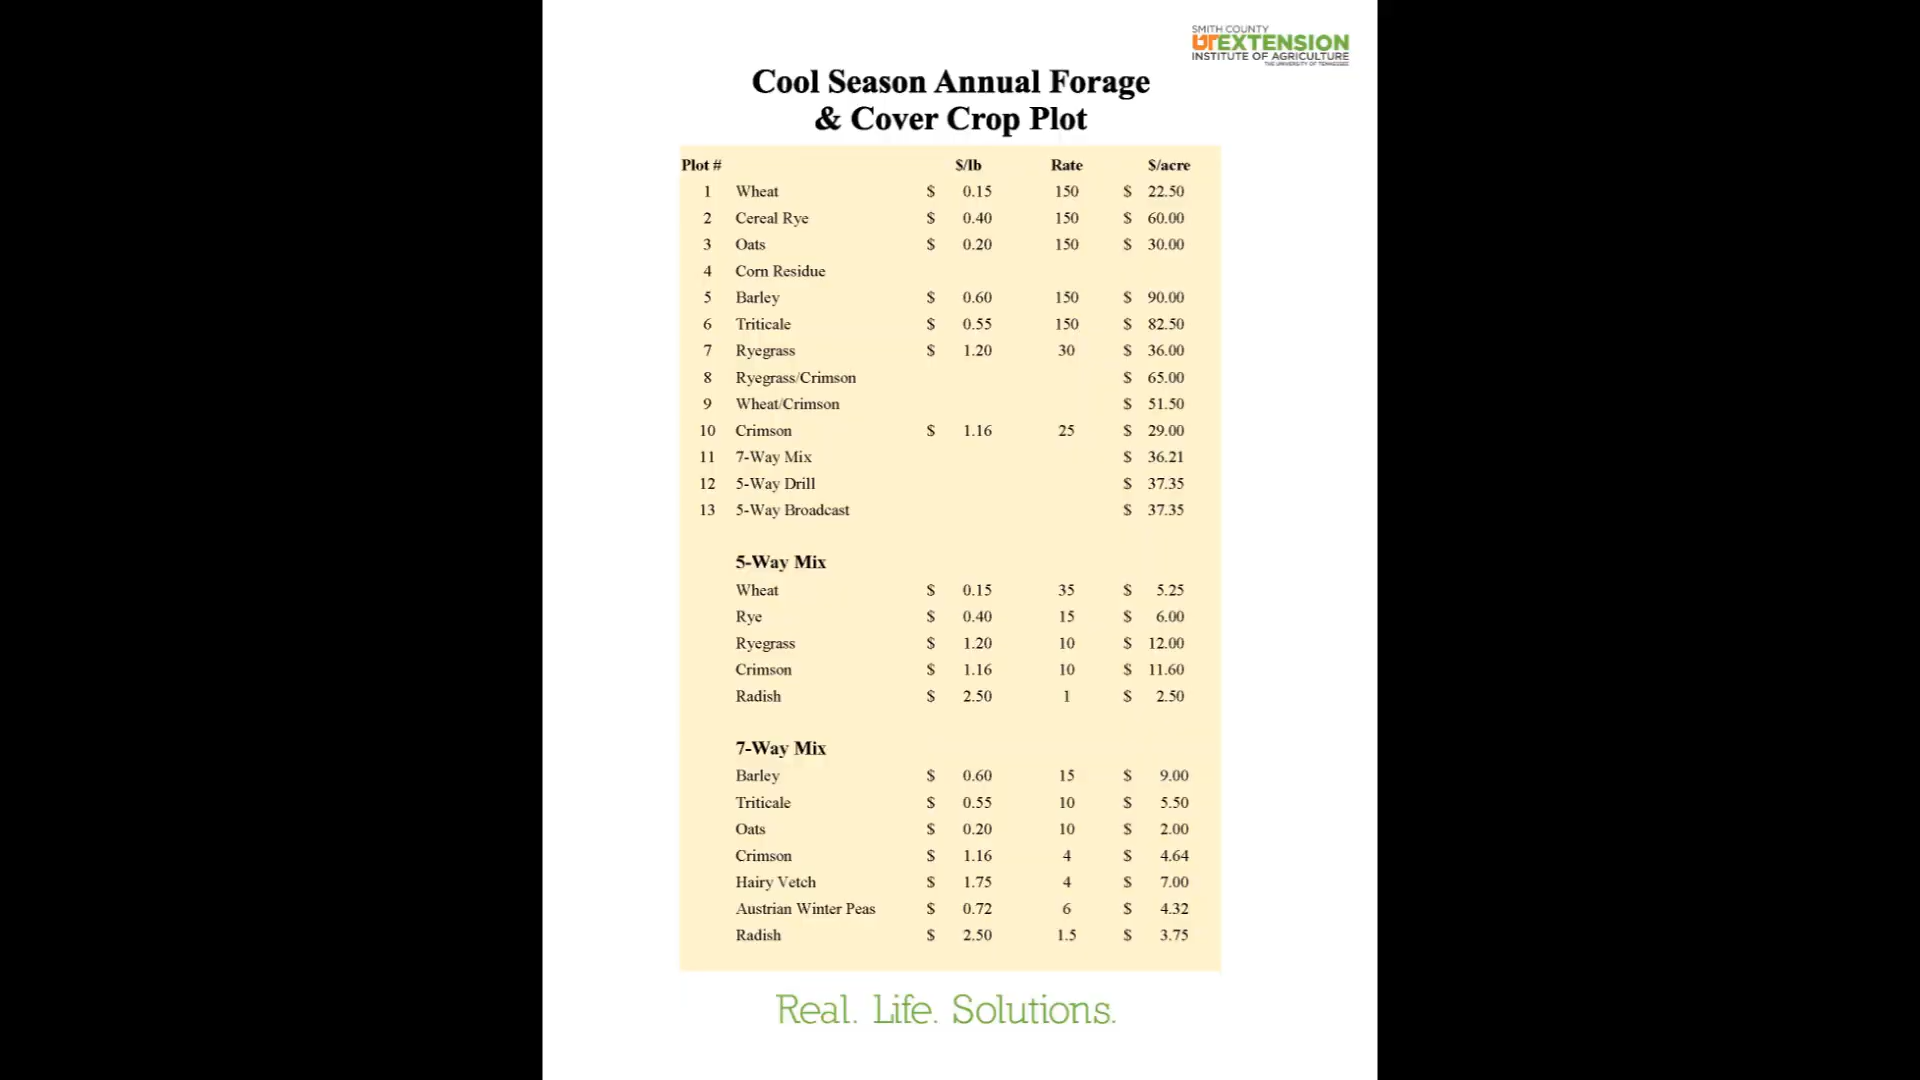 SMITH COUNTY
UTEXTENSION
INSTITUTE OF AGRICULTURE
THE UNIVERSITY OF TENNESSEE
Cool Season Annual Forage
& Cover Crop Plot
Plot # $/lb Rate $/acre
1 Wheat $ 0.15 150 $ 22.50
2 Cereal Rye $ 0.40 150 $ 60.00
3 Oats $ 0.20 150 $ 30.00
4 Corn Residue
5 Barley $ 0.60 150 $ 90.00
6 Triticale $ 0.55 150 $ 82.50
7 Ryegrass $ 1.20 30 $ 36.00
8 Ryegrass/Crimson $ 65.00
9 Wheat/Crimson $ 51.50
10 Crimson $ 1.16 25 $ 29.00
11 7-Way Mix $ 36.21
12 5-Way Drill $ 37.35
13 5-Way Broadcast $ 37.35
5-Way Mix
Wheat $ 0.15 35 $ 5.25
Rye $ 0.40 15 $ 6.00
Ryegrass $ 1.20 10 $ 12.00
Crimson $ 1.16 10 $ 11.60
Radish $ 2.50 1 $ 2.50
7-Way Mix
Barley $ 0.60 15 $ 9.00
Triticale $ 0.55 10 $ 5.50
Oats $ 0.20 10 $ 2.00
Crimson $ 1.16 4 $ 4.64
Hairy Vetch $ 1.75 4 $ 7.00
Austrian Winter Peas $ 0.72 6 $ 4.32
Radish $ 2.50 1.5 $ 3.75
Real. Life. Solutions.